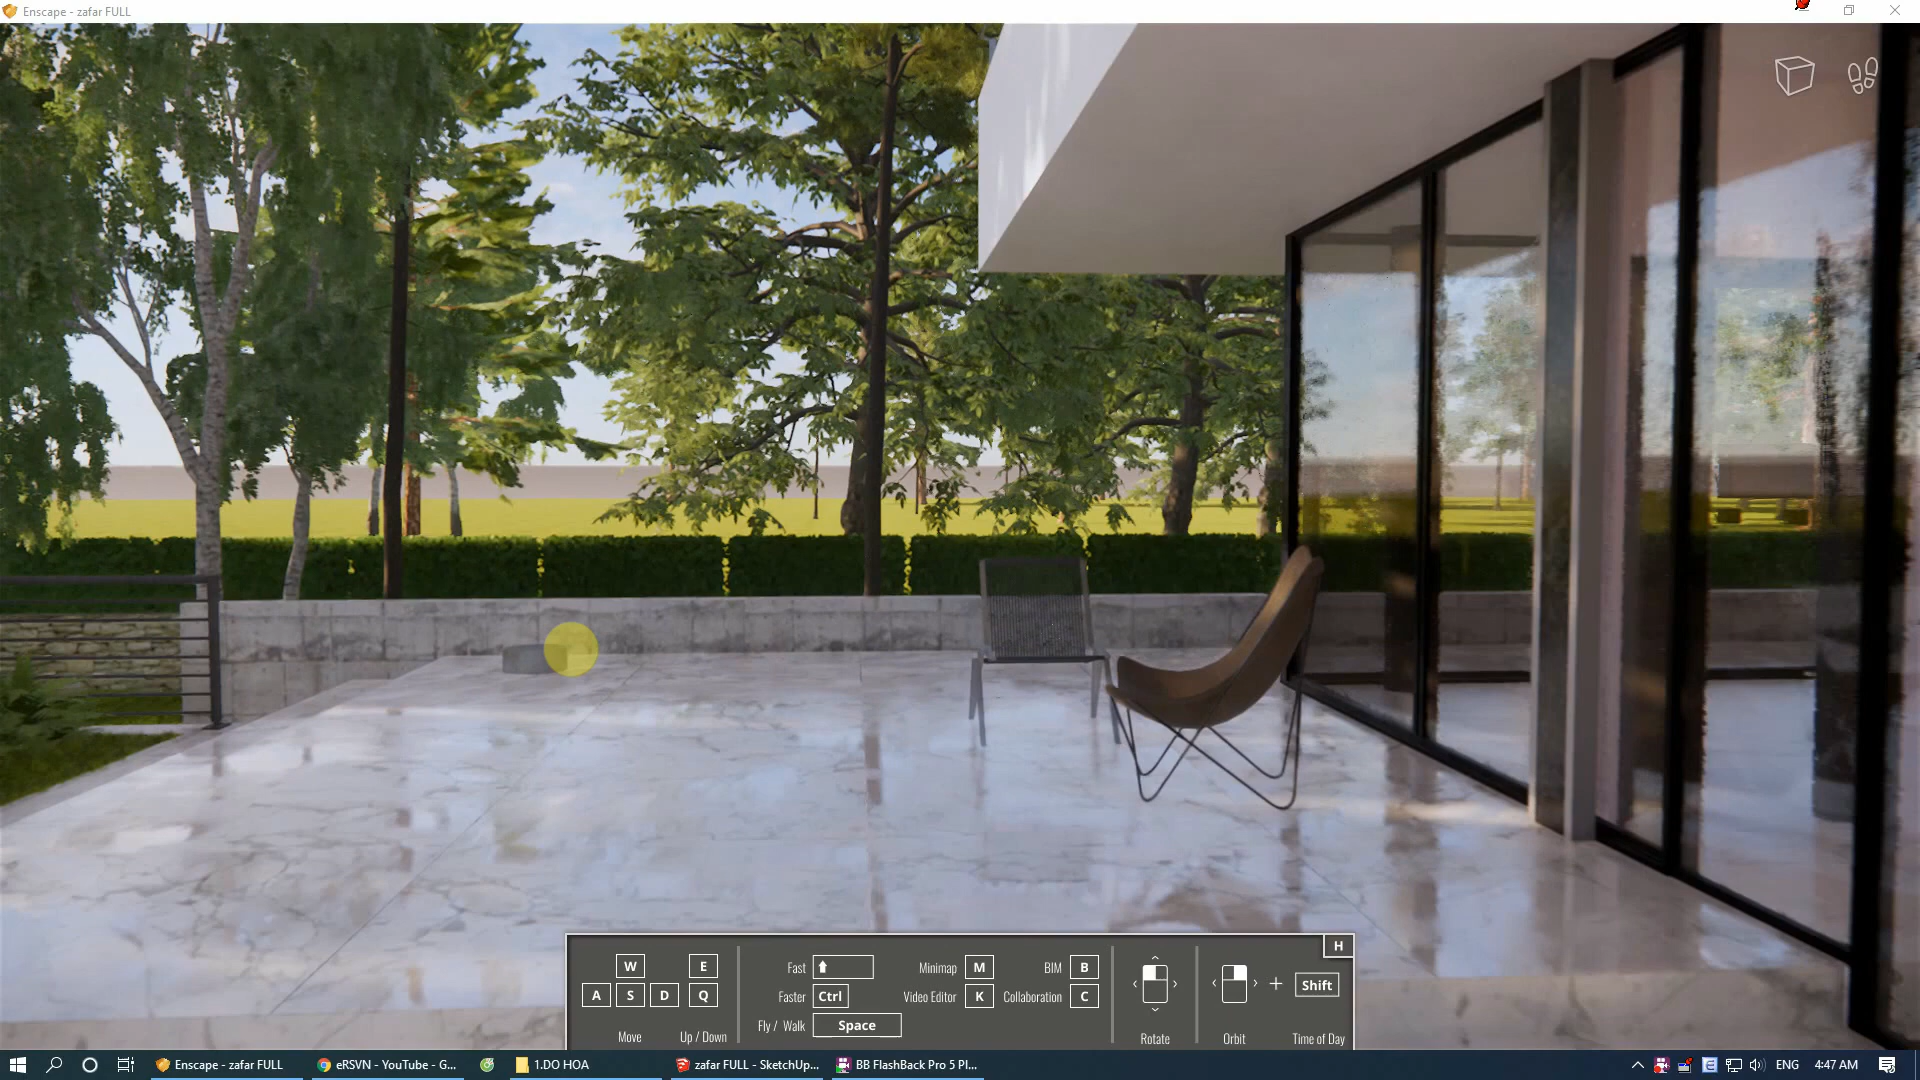 Enscape - zafar FULL
H
W E
A S D Q
Move Up / Down
Fast
Faster Ctrl
Fly / Walk Space
Minimap M BIM B
Video Editor K Collaboration C
Rotate
Orbit
+ Shift
Time of Day
Enscape - zafar FULL
eRSVN - YouTube - G...
1.DO HOA
zafar FULL - SketchUp...
BB FlashBack Pro 5 Pl...
ENG
4:47 AM